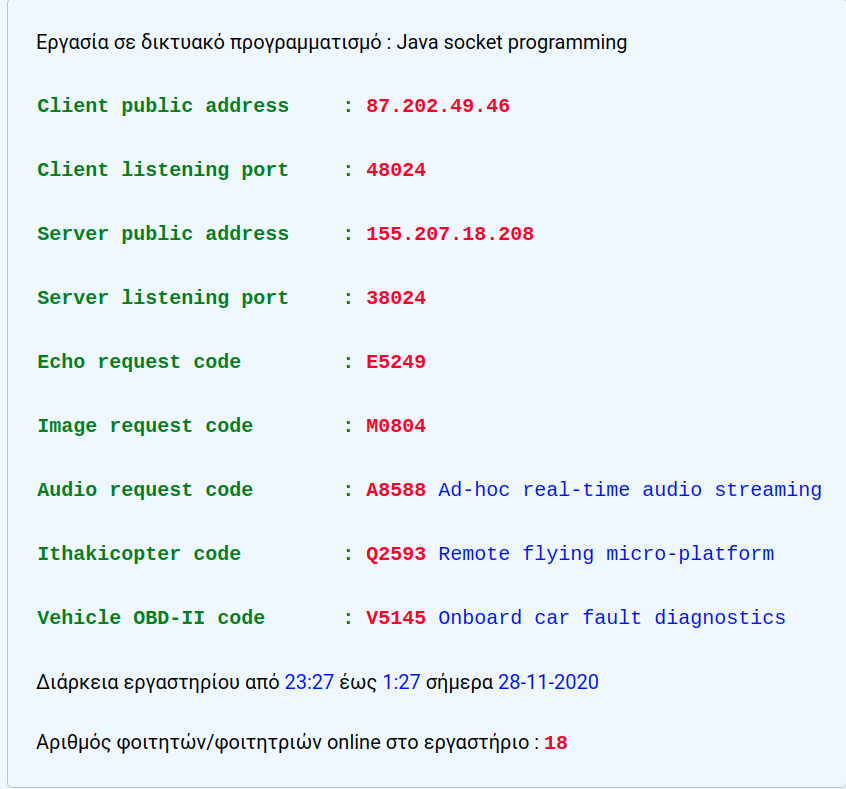 Εργασία σε δικτυακό προγραμματισμό : Java socket programming
Client public address : 87.202.49.46
Client listening port : 48024
Server public address : 155.207.18.208
Server listening port : 38024
Echo request code : E5249
Image request code : M0804
Audio request code : A8588 Ad-hoc real-time audio streaming
Ithakicopter code : Q2593 Remote flying micro-platform
Vehicle OBD-II code : V5145 Onboard car fault diagnostics
Διάρκεια εργαστηρίου από 23:27 έως 1:27 σήμερα 28-11-2020
Αριθμός φοιτητών/φοιτητριών online στο εργαστήριο : 18